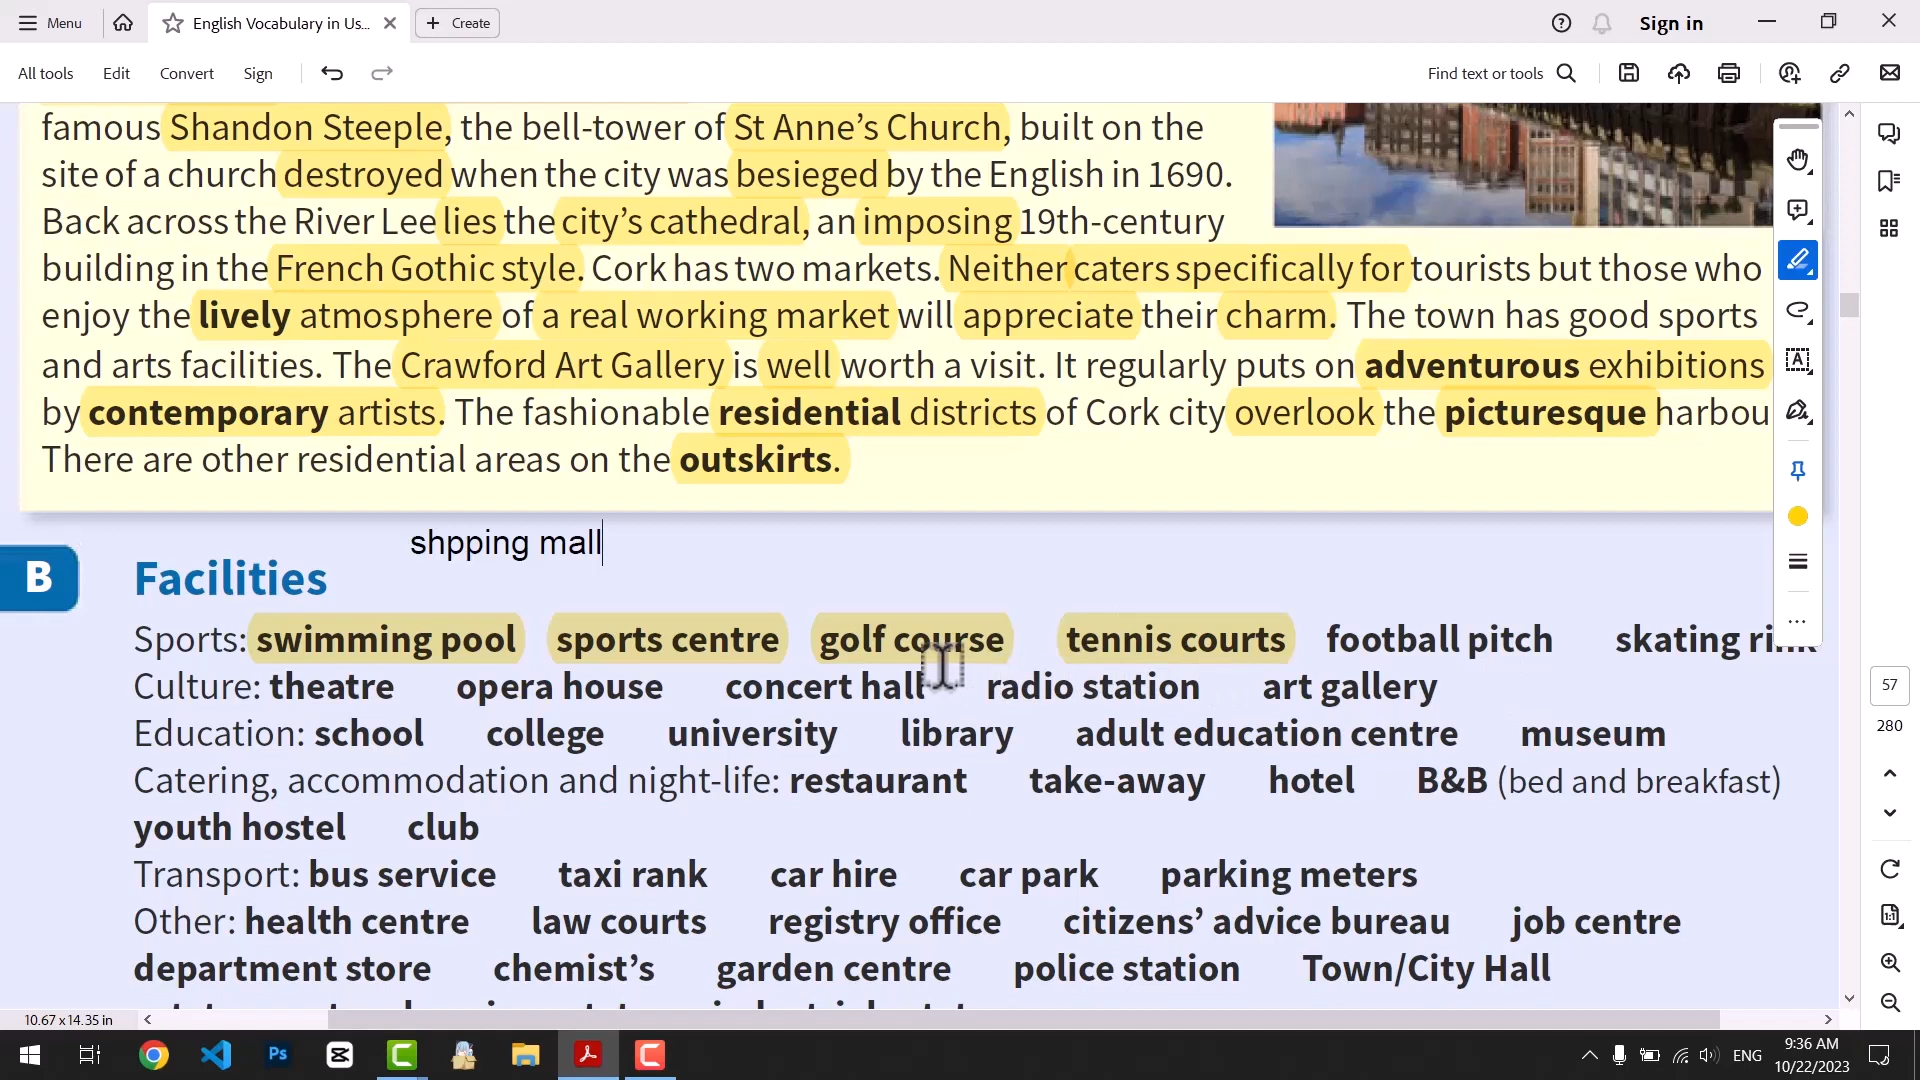 Menu English Vocabulary in Us... Create Sign in
All tools Edit Convert Sign Find text or tools
famous Shandon Steeple, the bell-tower of St Anne's Church, built on the
site of a church destroyed when the city was besieged by the English in 1690.
Back across the River Lee lies the city's cathedral, an imposing 19th-century
building in the French Gothic style. Cork has two markets. Neither caters specifically for tourists but those who
enjoy the lively atmosphere of a real working market will appreciate their charm. The town has good sports
and arts facilities. The Crawford Art Gallery is well worth a visit. It regularly puts on adventurous exhibitions
by contemporary artists. The fashionable residential districts of Cork city overlook the picturesque harbou
There are other residential areas on the outskirts.
shpping mall
B Facilities
Sports: swimming pool sports centre golf course tennis courts football pitch skating rink
Culture: theatre opera house concert hall radio station art gallery
Education: school college university library adult education centre museum
Catering, accommodation and night-life: restaurant take-away hotel B&B (bed and breakfast)
youth hostel club
Transport: bus service taxi rank car hire car park parking meters
Other: health centre law courts registry office citizens' advice bureau job centre
department store chemist's garden centre police station Town/City Hall
57
280
10.67 x 14.35 in
Ps ENG 9:36 AM
10/22/2023